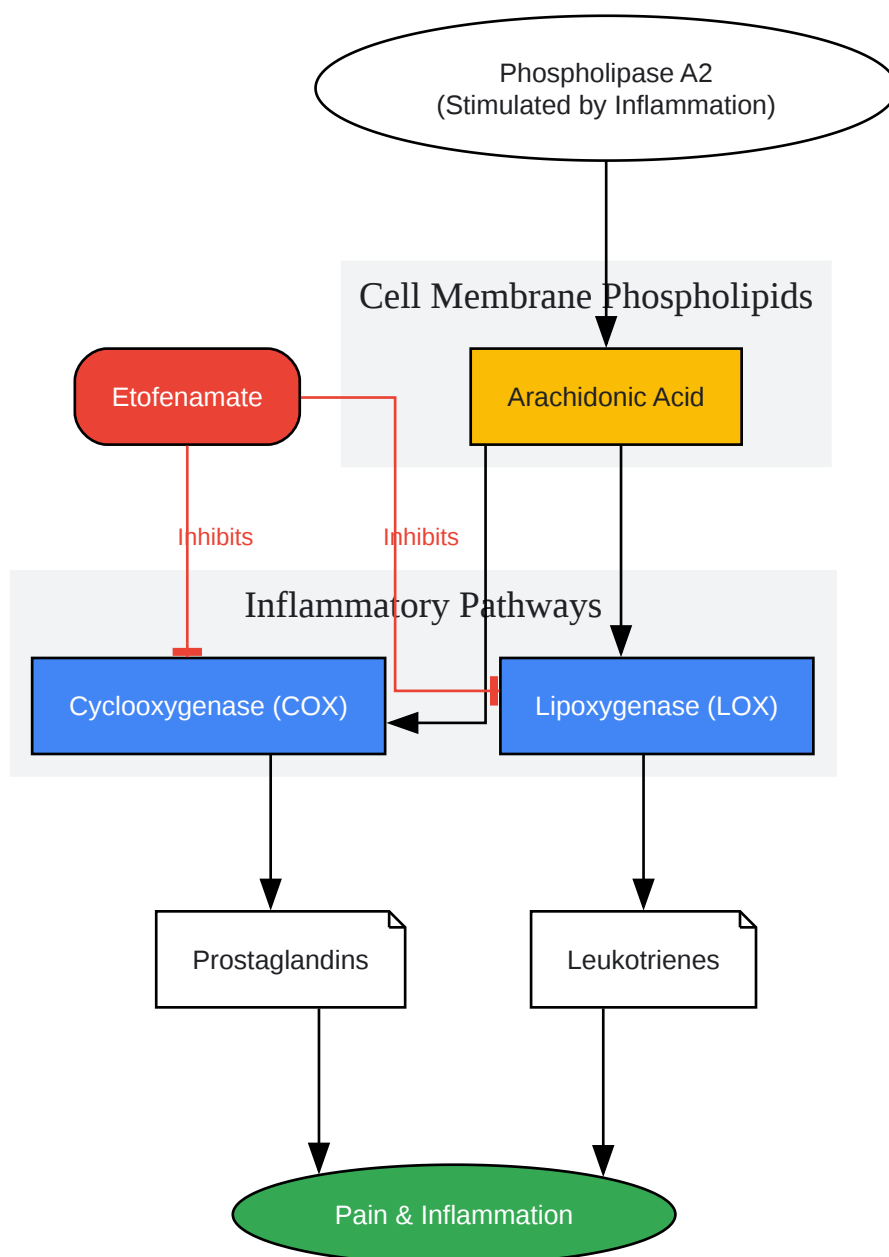 Phospholipase A2
(Stimulated by Inflammation)
Cell Membrane Phospholipids
Etofenamate
Arachidonic Acid
Inhibits
Inhibits
Inflammatory Pathways
Cyclooxygenase (COX)
Lipoxygenase (LOX)
Prostaglandins
Leukotrienes
Pain & Inflammation